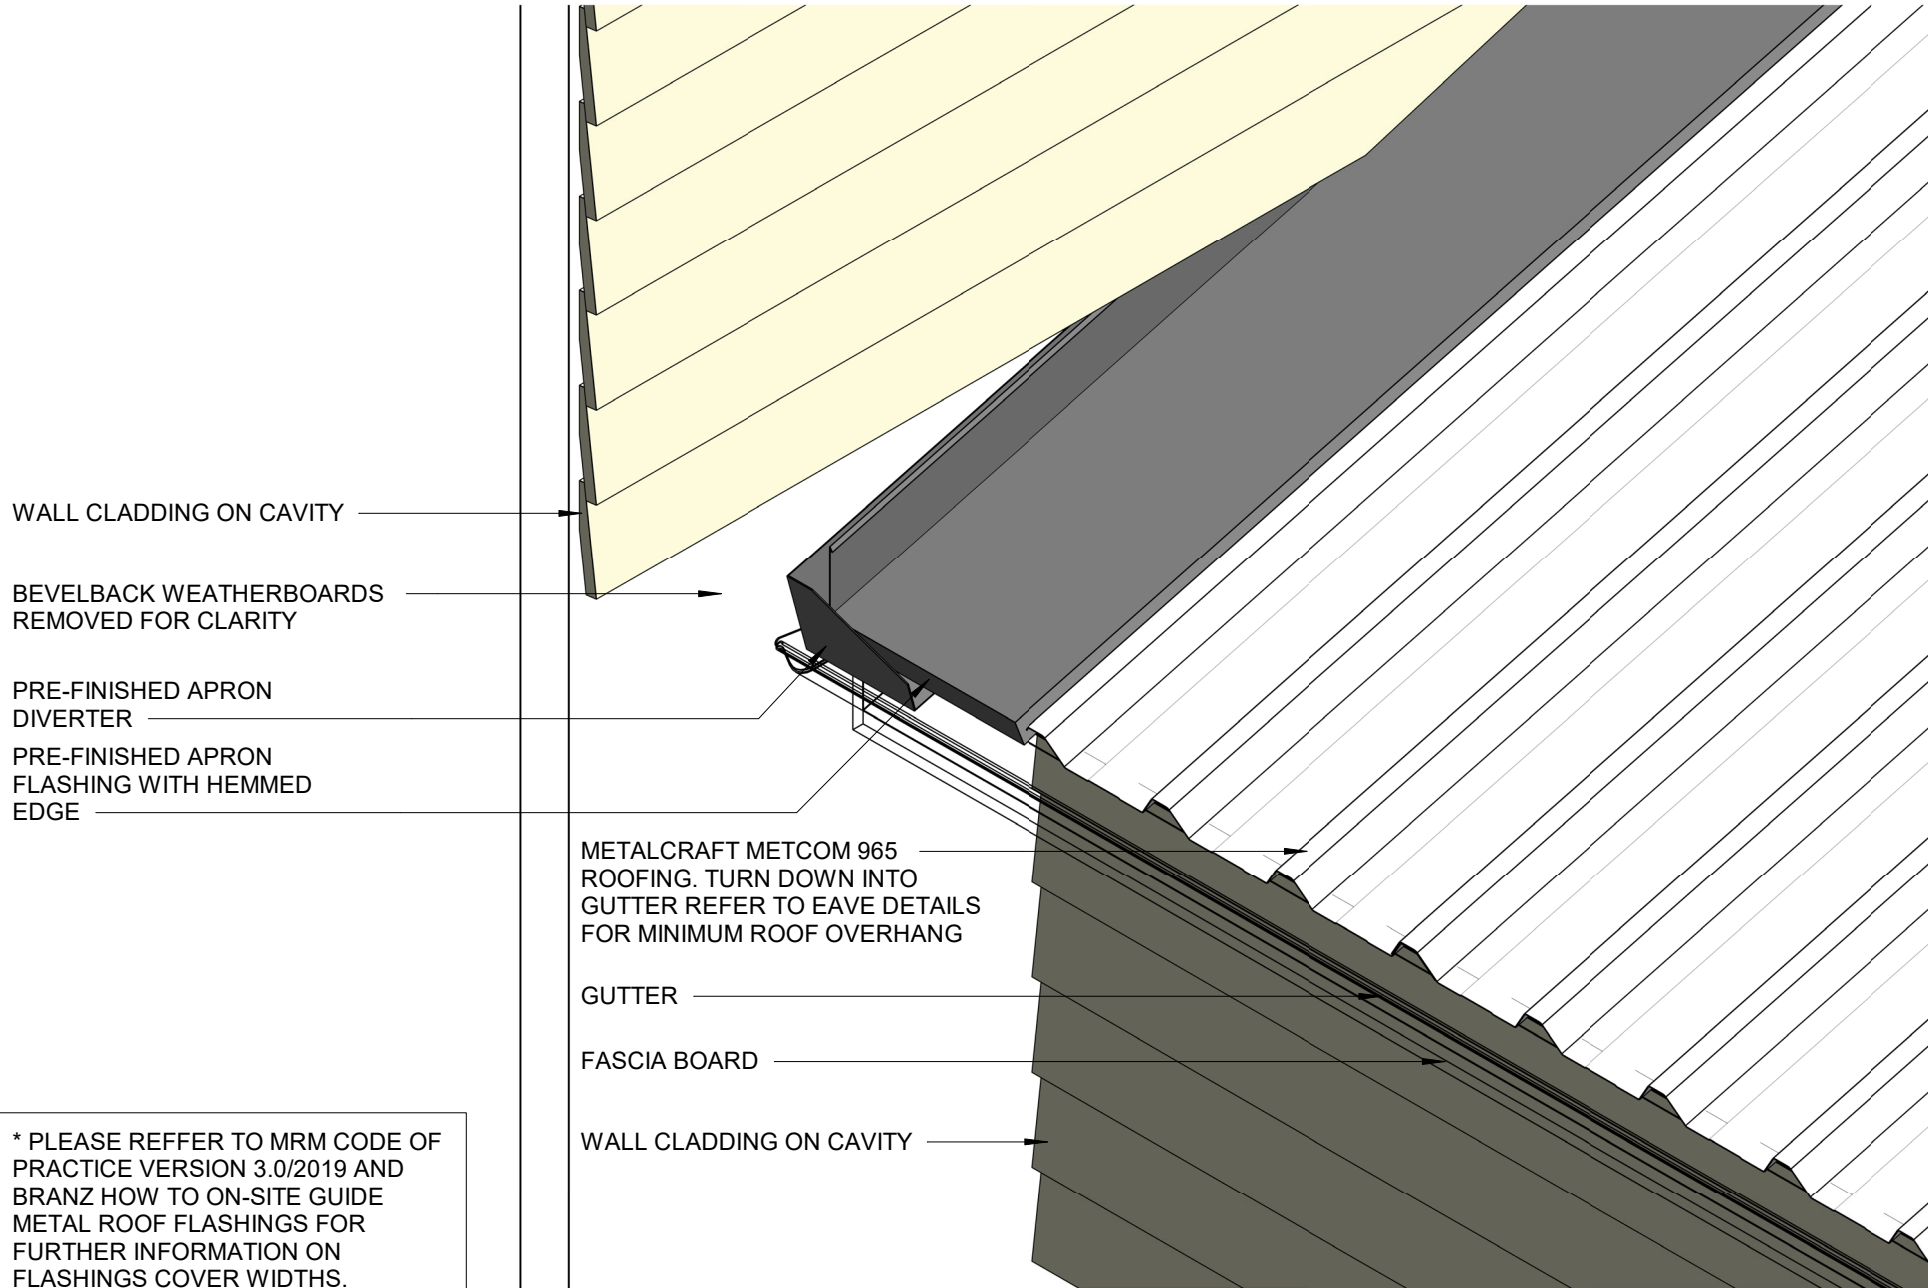 WALL CLADDING ON CAVITY
BEVELBACK WEATHERBOARDS
REMOVED FOR CLARITY
PRE-FINISHED APRON
DIVERTER
PRE-FINISHED APRON
FLASHING WITH HEMMED
EDGE
METALCRAFT METCOM 965
ROOFING. TURN DOWN INTO
GUTTER REFER TO EAVE DETAILS
FOR MINIMUM ROOF OVERHANG
GUTTER
FASCIA BOARD
WALL CLADDING ON CAVITY
* PLEASE REFFER TO MRM CODE OF
PRACTICE VERSION 3.0/2019 AND
BRANZ HOW TO ON-SITE GUIDE
METAL ROOF FLASHINGS FOR
FURTHER INFORMATION ON
FLASHINGS COVER WIDTHS.